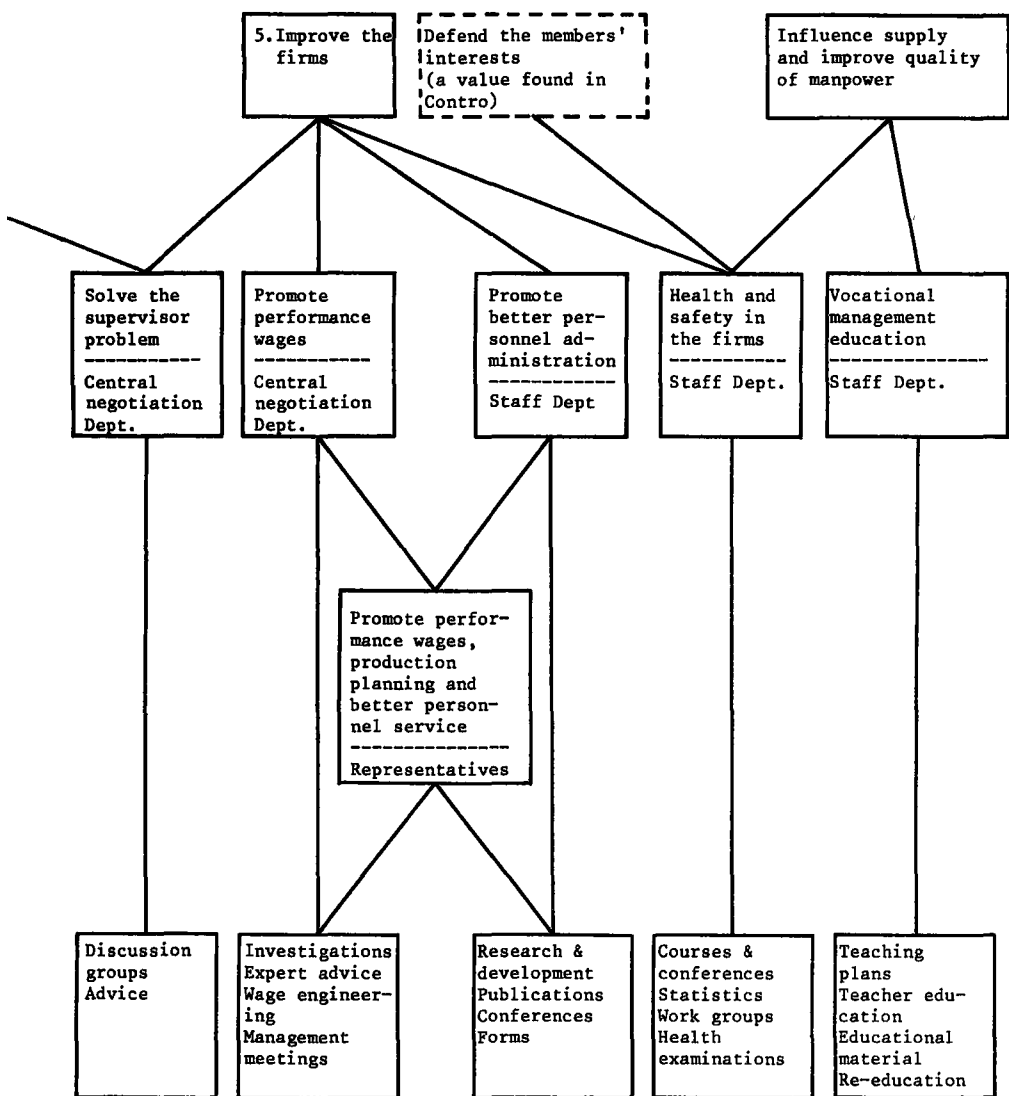 5.Improve the
firms
Defend the members'
interests
(a value found in
Contro)
Influence supply
and improve quality
of manpower
Solve the
supervisor
problem
-----------
Central
negotiation
Dept.
Promote
performance
wages
-----------
Central
negotiation
Dept.
Promote
better per-
sonnel ad-
ministration
------------
Staff Dept
Health and
safety in
the firms
-----------
Staff Dept.
Vocational
management
education
---------------
Staff Dept.
Promote perfor-
mance wages,
production
planning and
better person-
nel service
---------------
Representatives
Discussion
groups
Advice
Investigations
Expert advice
Wage engineer-
ing
Management
meetings
Research &
development
Publications
Conferences
Forms
Courses &
conferences
Statistics
Work groups
Health
examinations
Teaching
plans
Teacher edu-
cation
Educational
material
Re-education